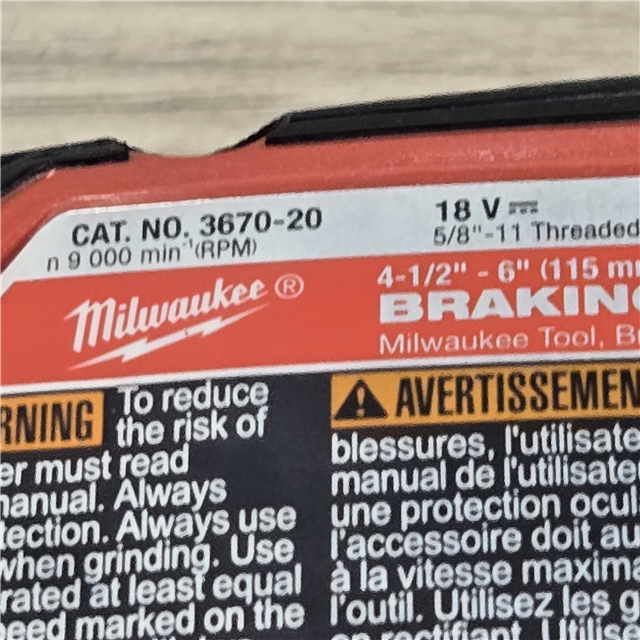 CAT. NO. 3670-20
n 9 000 min⁻¹(RPM)
18 V ⎓
5/8"-11 Threaded
Milwaukee ®
4-1/2" - 6" (115 m
BRAKING
Milwaukee Tool, B
RNING To reduce
the risk of
er must read
anual. Always
tection. Always use
when grinding. Use
rated at least equal
eed marked on the
AVERTISSEMEN
blessures, l'utilisate
manual de l'utilisate
une protection ocul
l'accessoire doit au
à la vitesse maxima
l'outil. Utilisez les g